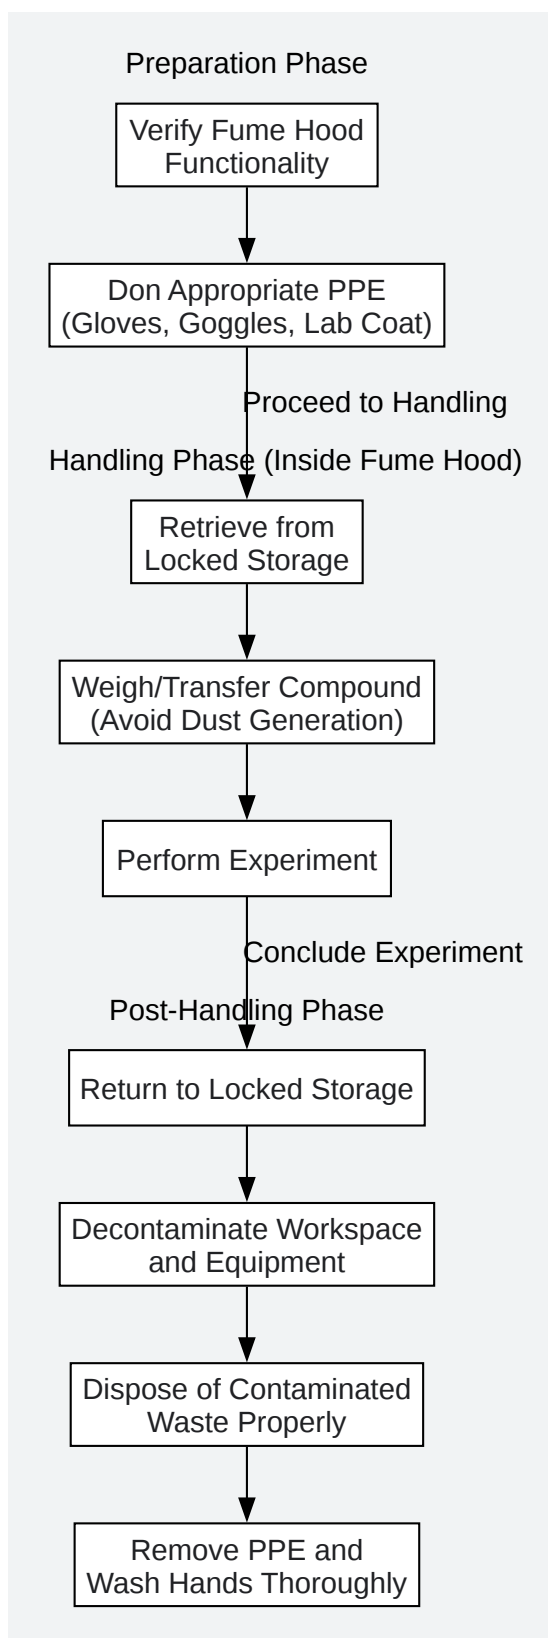 Preparation Phase
Verify Fume Hood
Functionality
Don Appropriate PPE
(Gloves, Goggles, Lab Coat)
Proceed to Handling
Handling Phase (Inside Fume Hood)
Retrieve from
Locked Storage
Weigh/Transfer Compound
(Avoid Dust Generation)
Perform Experiment
Conclude Experiment
Post-Handling Phase
Return to Locked Storage
Decontaminate Workspace
and Equipment
Dispose of Contaminated
Waste Properly
Remove PPE and
Wash Hands Thoroughly